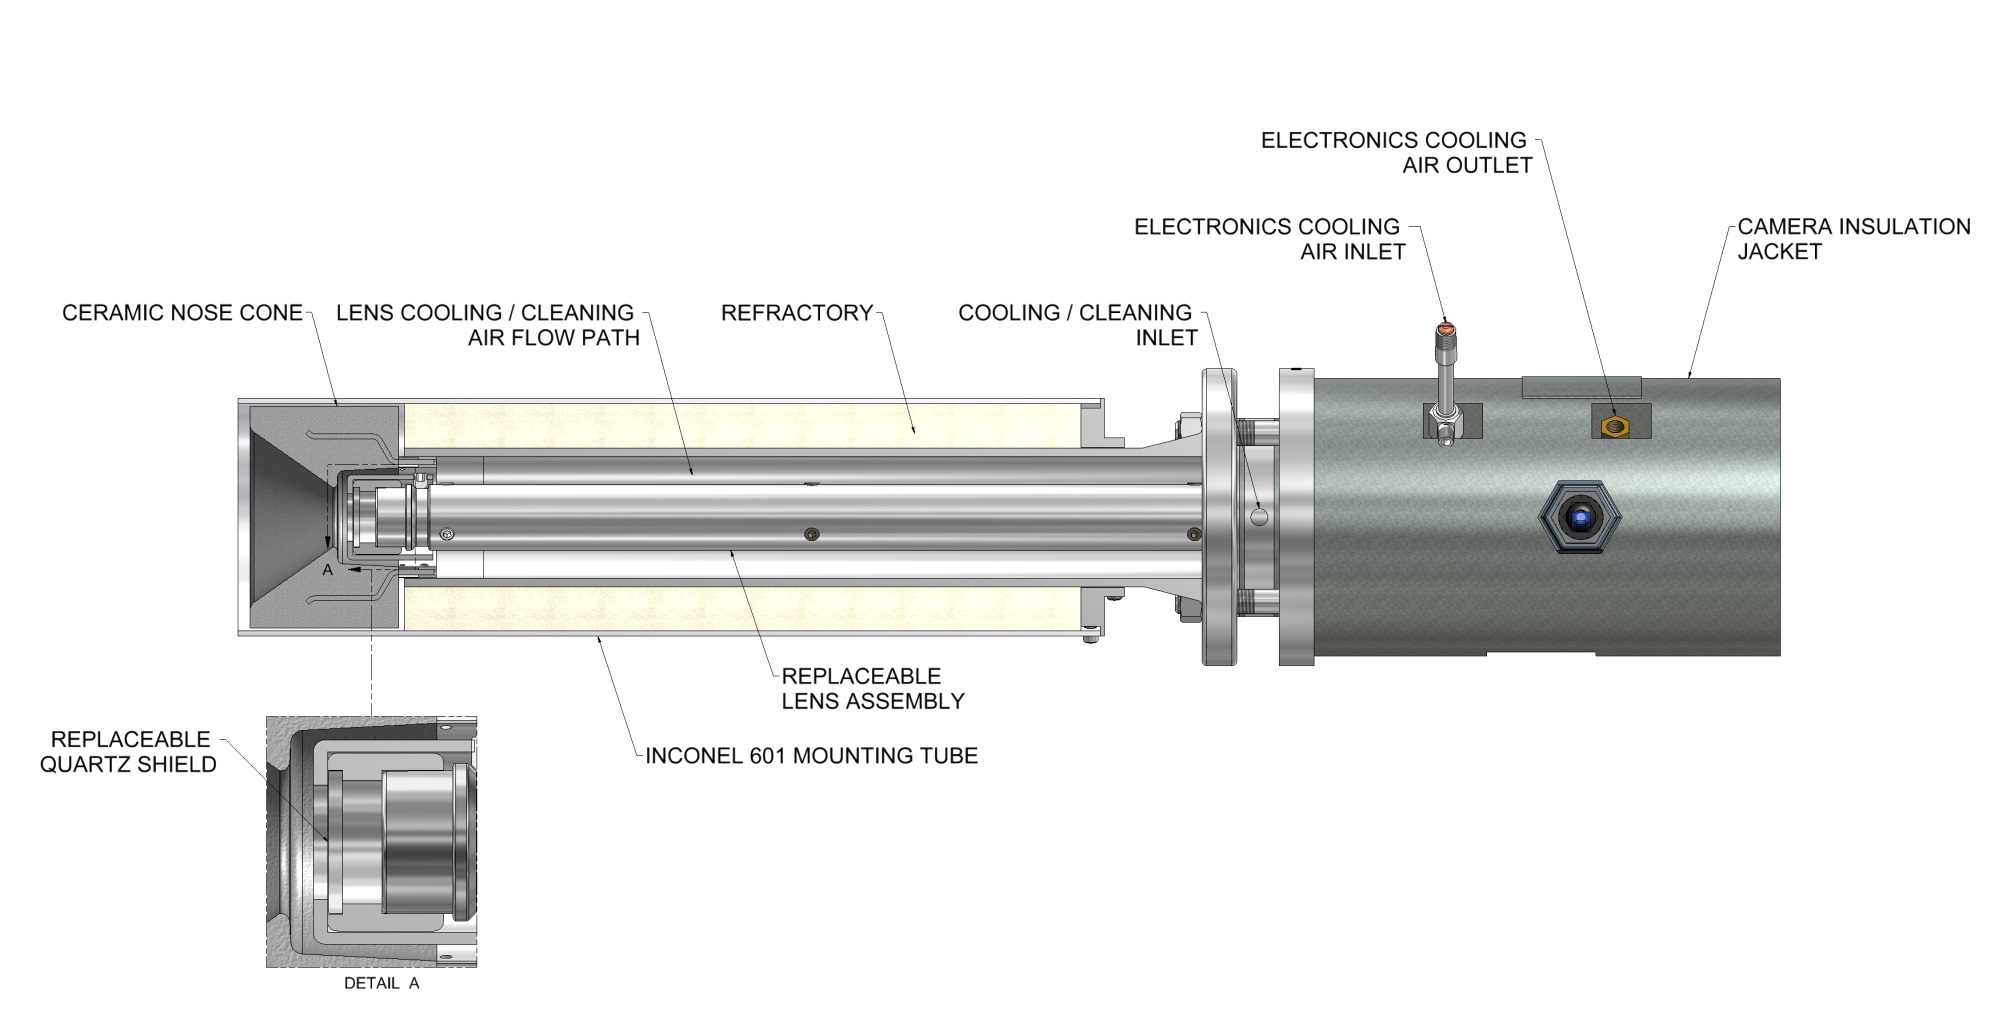 ELECTRONICS COOLING
AIR OUTLET
ELECTRONICS COOLING
AIR INLET
CAMERA INSULATION
JACKET
CERAMIC NOSE CONE
LENS COOLING / CLEANING
AIR FLOW PATH
REFRACTORY
COOLING / CLEANING
INLET
A
REPLACEABLE
LENS ASSEMBLY
REPLACEABLE
QUARTZ SHIELD
INCONEL 601 MOUNTING TUBE
DETAIL A